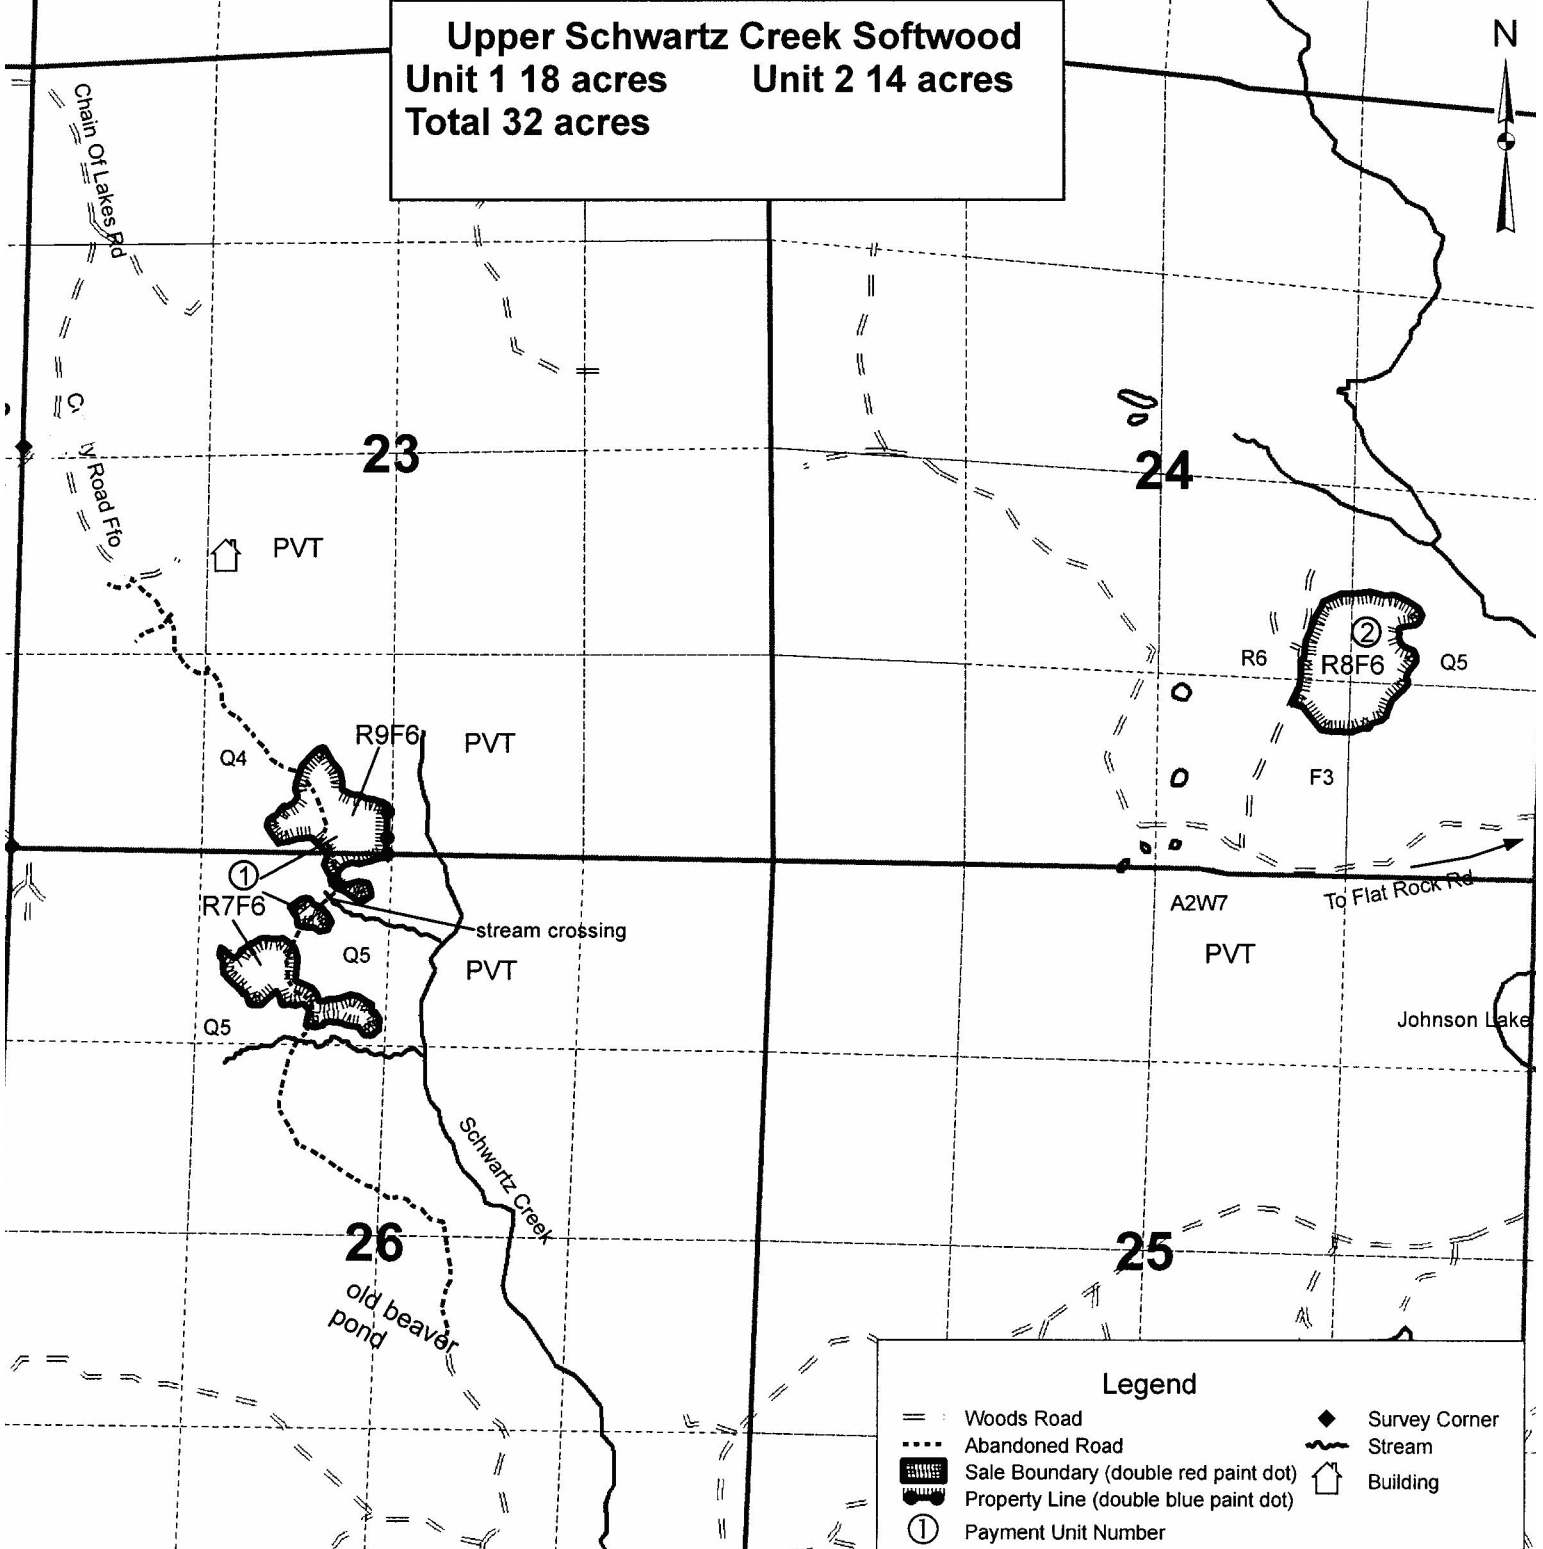 Upper Schwartz Creek Softwood
Unit 1 18 acres Unit 2 14 acres
Total 32 acres
N
Chain Of Lakes Rd
23
24
ty Road Ffo
PVT
2
R6
R8F6
Q5
R9F6
PVT
Q4
F3
1
R7F6
To Flat Rock Rd
A2W7
stream crossing
Q5
PVT
PVT
Q5
Johnson Lake
Schwartz Creek
26
25
old beaver
pond
Legend
Woods Road
Survey Corner
Abandoned Road
Stream
Sale Boundary (double red paint dot)
Building
Property Line (double blue paint dot)
1 Payment Unit Number